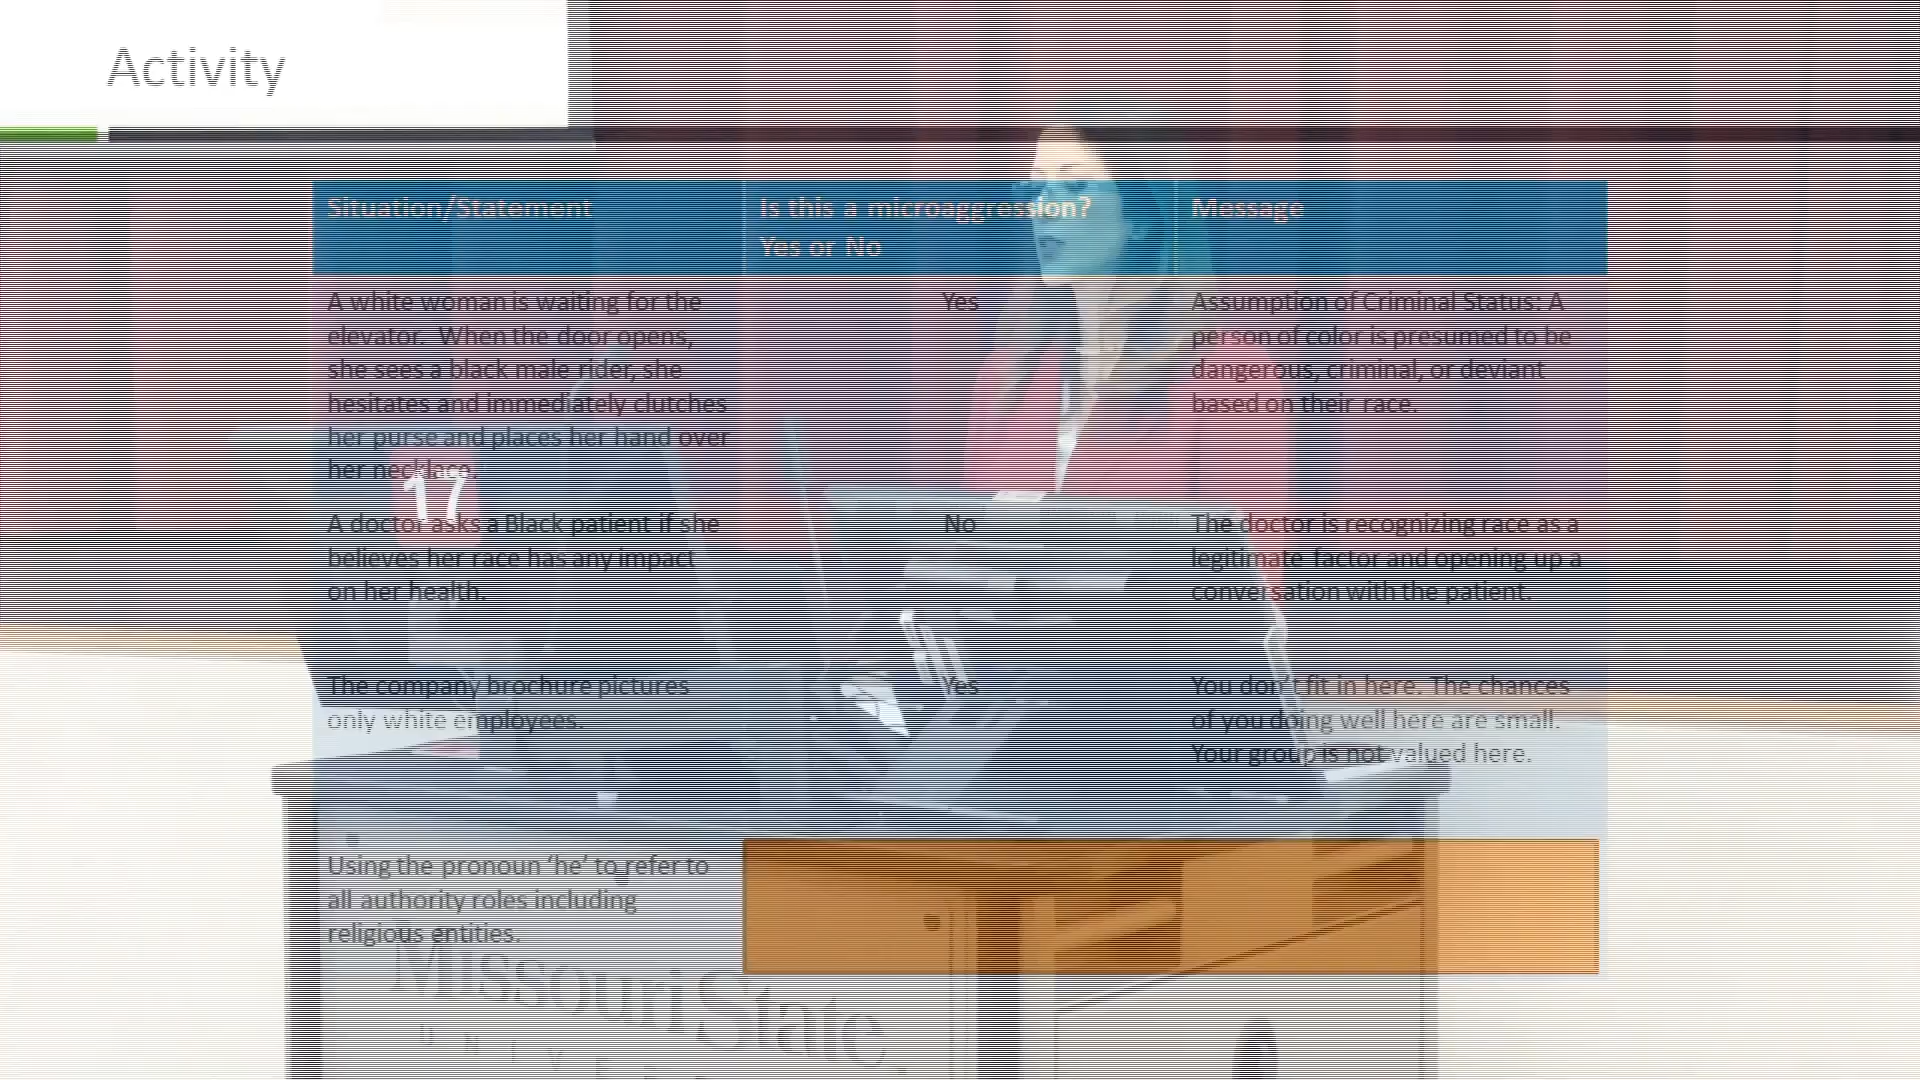 Activity
Situation/Statement
Is this a microaggression?
Yes or No
Message
A white woman is waiting for the
elevator. When the door opens,
she sees a black male rider, she
hesitates and immediately clutches
her purse and places her hand over
her necklace.
Yes
Assumption of Criminal Status: A
person of color is presumed to be
dangerous, criminal, or deviant
based on their race.
17
A doctor asks a Black patient if she
believes her race has any impact
on her health.
No
The doctor is recognizing race as a
legitimate factor and opening up a
conversation with the patient.
The company brochure pictures
only white employees.
Yes
You don't fit in here. The chances
of you doing well here are small.
Your group is not valued here.
Using the pronoun ‘he’ to refer to
all authority roles including
religious entities.
Missouri State